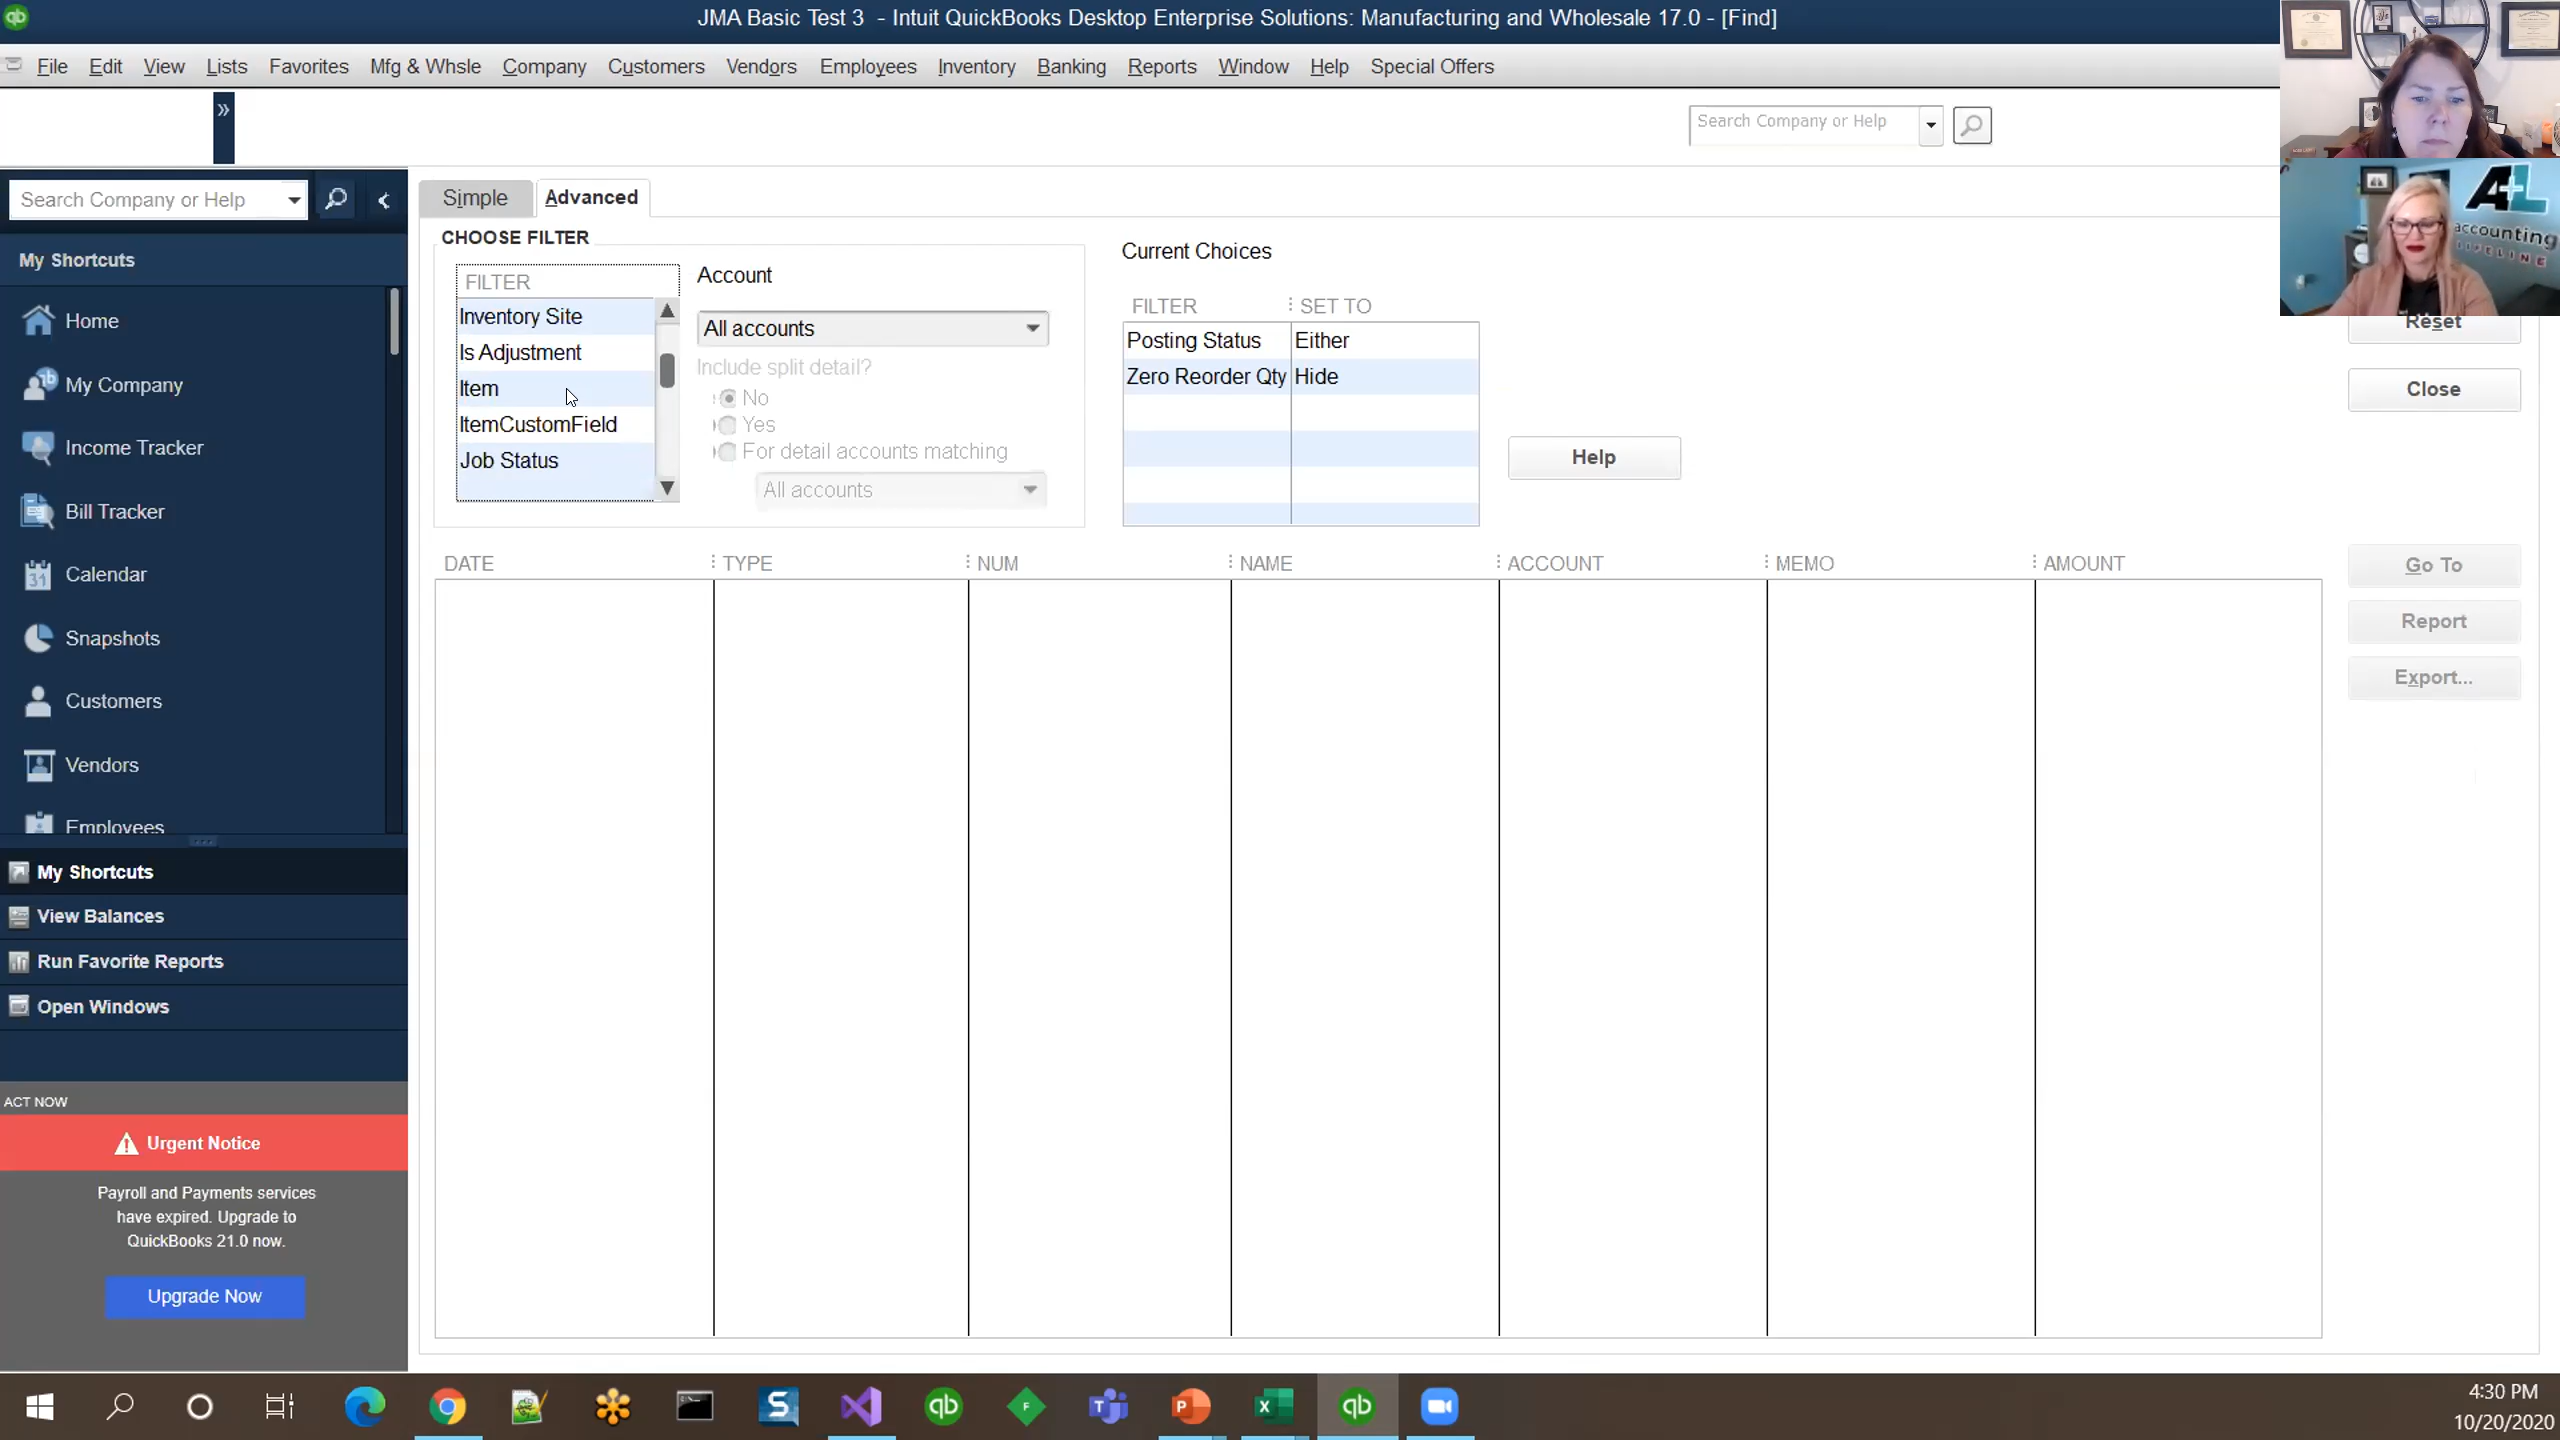 JMA Basic Test 3 - Intuit QuickBooks Desktop Enterprise Solutions: Manufacturing and Wholesale 17.0 - [Find]
File Edit View Lists Favorites Mfg & Whsle Company Customers Vendors Employees Inventory Banking Reports Window Help Special Offers
Search Company or Help
Search Company or Help
My Shortcuts
Home
My Company
Income Tracker
Bill Tracker
Calendar
Snapshots
Customers
Vendors
Employees
My Shortcuts
View Balances
Run Favorite Reports
Open Windows
ACT NOW
Urgent Notice
Payroll and Payments services
have expired. Upgrade to
QuickBooks 21.0 now.
Upgrade Now
Simple Advanced
CHOOSE FILTER
FILTER
Inventory Site
Is Adjustment
Item
ItemCustomField
Job Status
Account
All accounts
Include split detail?
No
Yes
For detail accounts matching
All accounts
Current Choices
FILTER SET TO
Posting Status Either
Zero Reorder Qty Hide
Help
Reset
Close
Go To
Report
Export...
DATE TYPE NUM NAME ACCOUNT MEMO AMOUNT
A+L
accounting
LIFELINE
4:30 PM
10/20/2020